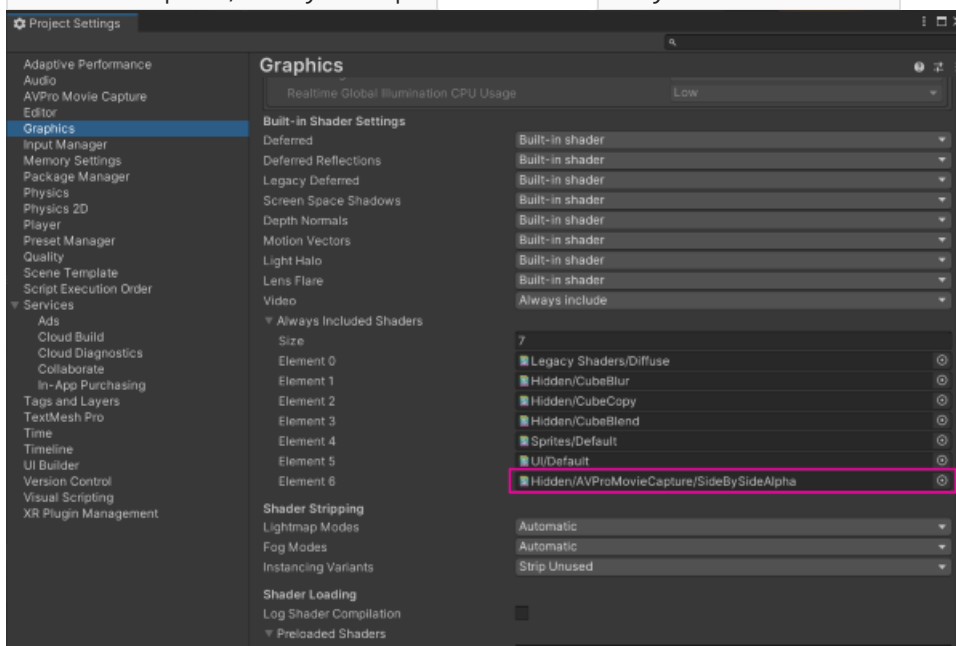 Project Settings
Adaptive Performance
Audio
AVPro Movie Capture
Editor
Graphics
Input Manager
Memory Settings
Package Manager
Physics
Physics 2D
Player
Preset Manager
Quality
Scene Template
Script Execution Order
Services
Ads
Cloud Build
Cloud Diagnostics
Collaborate
In-App Purchasing
Tags and Layers
TextMesh Pro
Time
Timeline
UI Builder
Version Control
Visual Scripting
XR Plugin Management
Graphics
Realtime Global Illumination CPU Usage Low
Built-in Shader Settings
Deferred Built-in shader
Deferred Reflections Built-in shader
Legacy Deferred Built-in shader
Screen Space Shadows Built-in shader
Depth Normals Built-in shader
Motion Vectors Built-in shader
Light Halo Built-in shader
Lens Flare Built-in shader
Video Always include
Always Included Shaders
Size 7
Element 0 Legacy Shaders/Diffuse
Element 1 Hidden/CubeBlur
Element 2 Hidden/CubeCopy
Element 3 Hidden/CubeBlend
Element 4 Sprites/Default
Element 5 UI/Default
Element 6 Hidden/AVProMovieCapture/SideBySideAlpha
Shader Stripping
Lightmap Modes Automatic
Fog Modes Automatic
Instancing Variants Strip Unused
Shader Loading
Log Shader Compilation
Preloaded Shaders